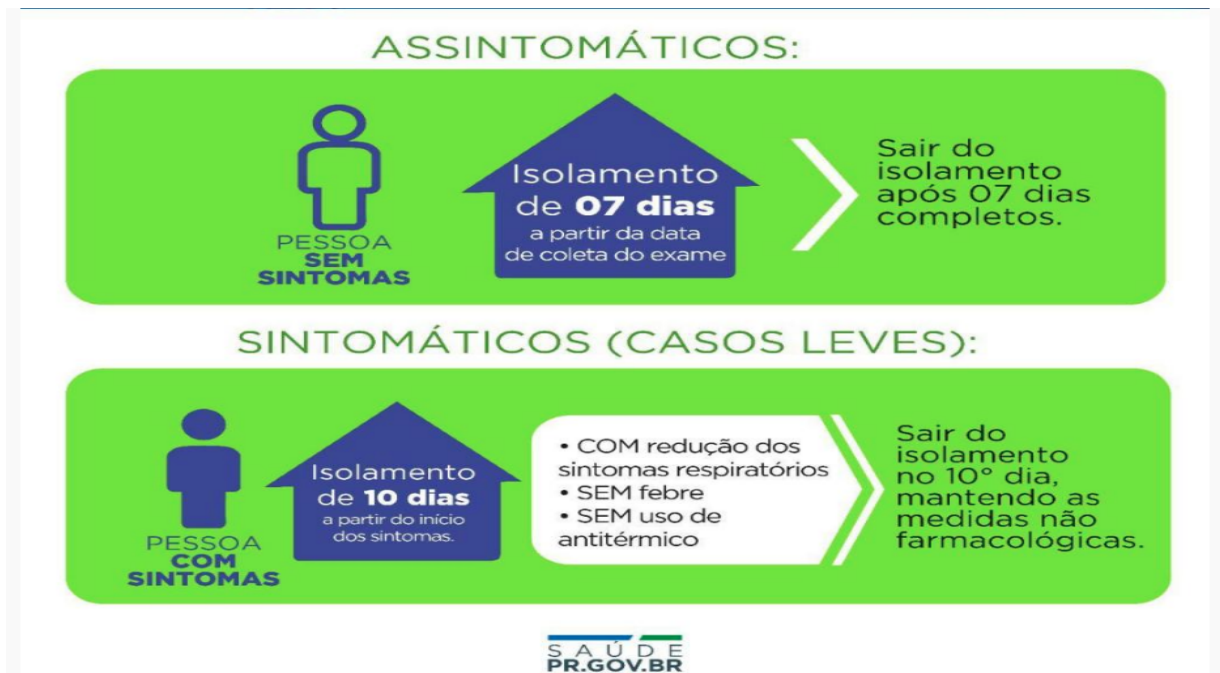 ASSINTOMÁTICOS:
PESSOA
SEM
SINTOMAS
Isolamento
de 07 dias
a partir da data
de coleta do exame
Sair do
isolamento
após 07 dias
completos.
SINTOMÁTICOS (CASOS LEVES):
PESSOA
COM
SINTOMAS
Isolamento
de 10 dias
a partir do início
dos sintomas.
• COM redução dos
sintomas respiratórios
• SEM febre
• SEM uso de
antitérmico
Sair do
isolamento
no 10° dia,
mantendo as
medidas não
farmacológicas.
SAÚDE
PR.GOV.BR